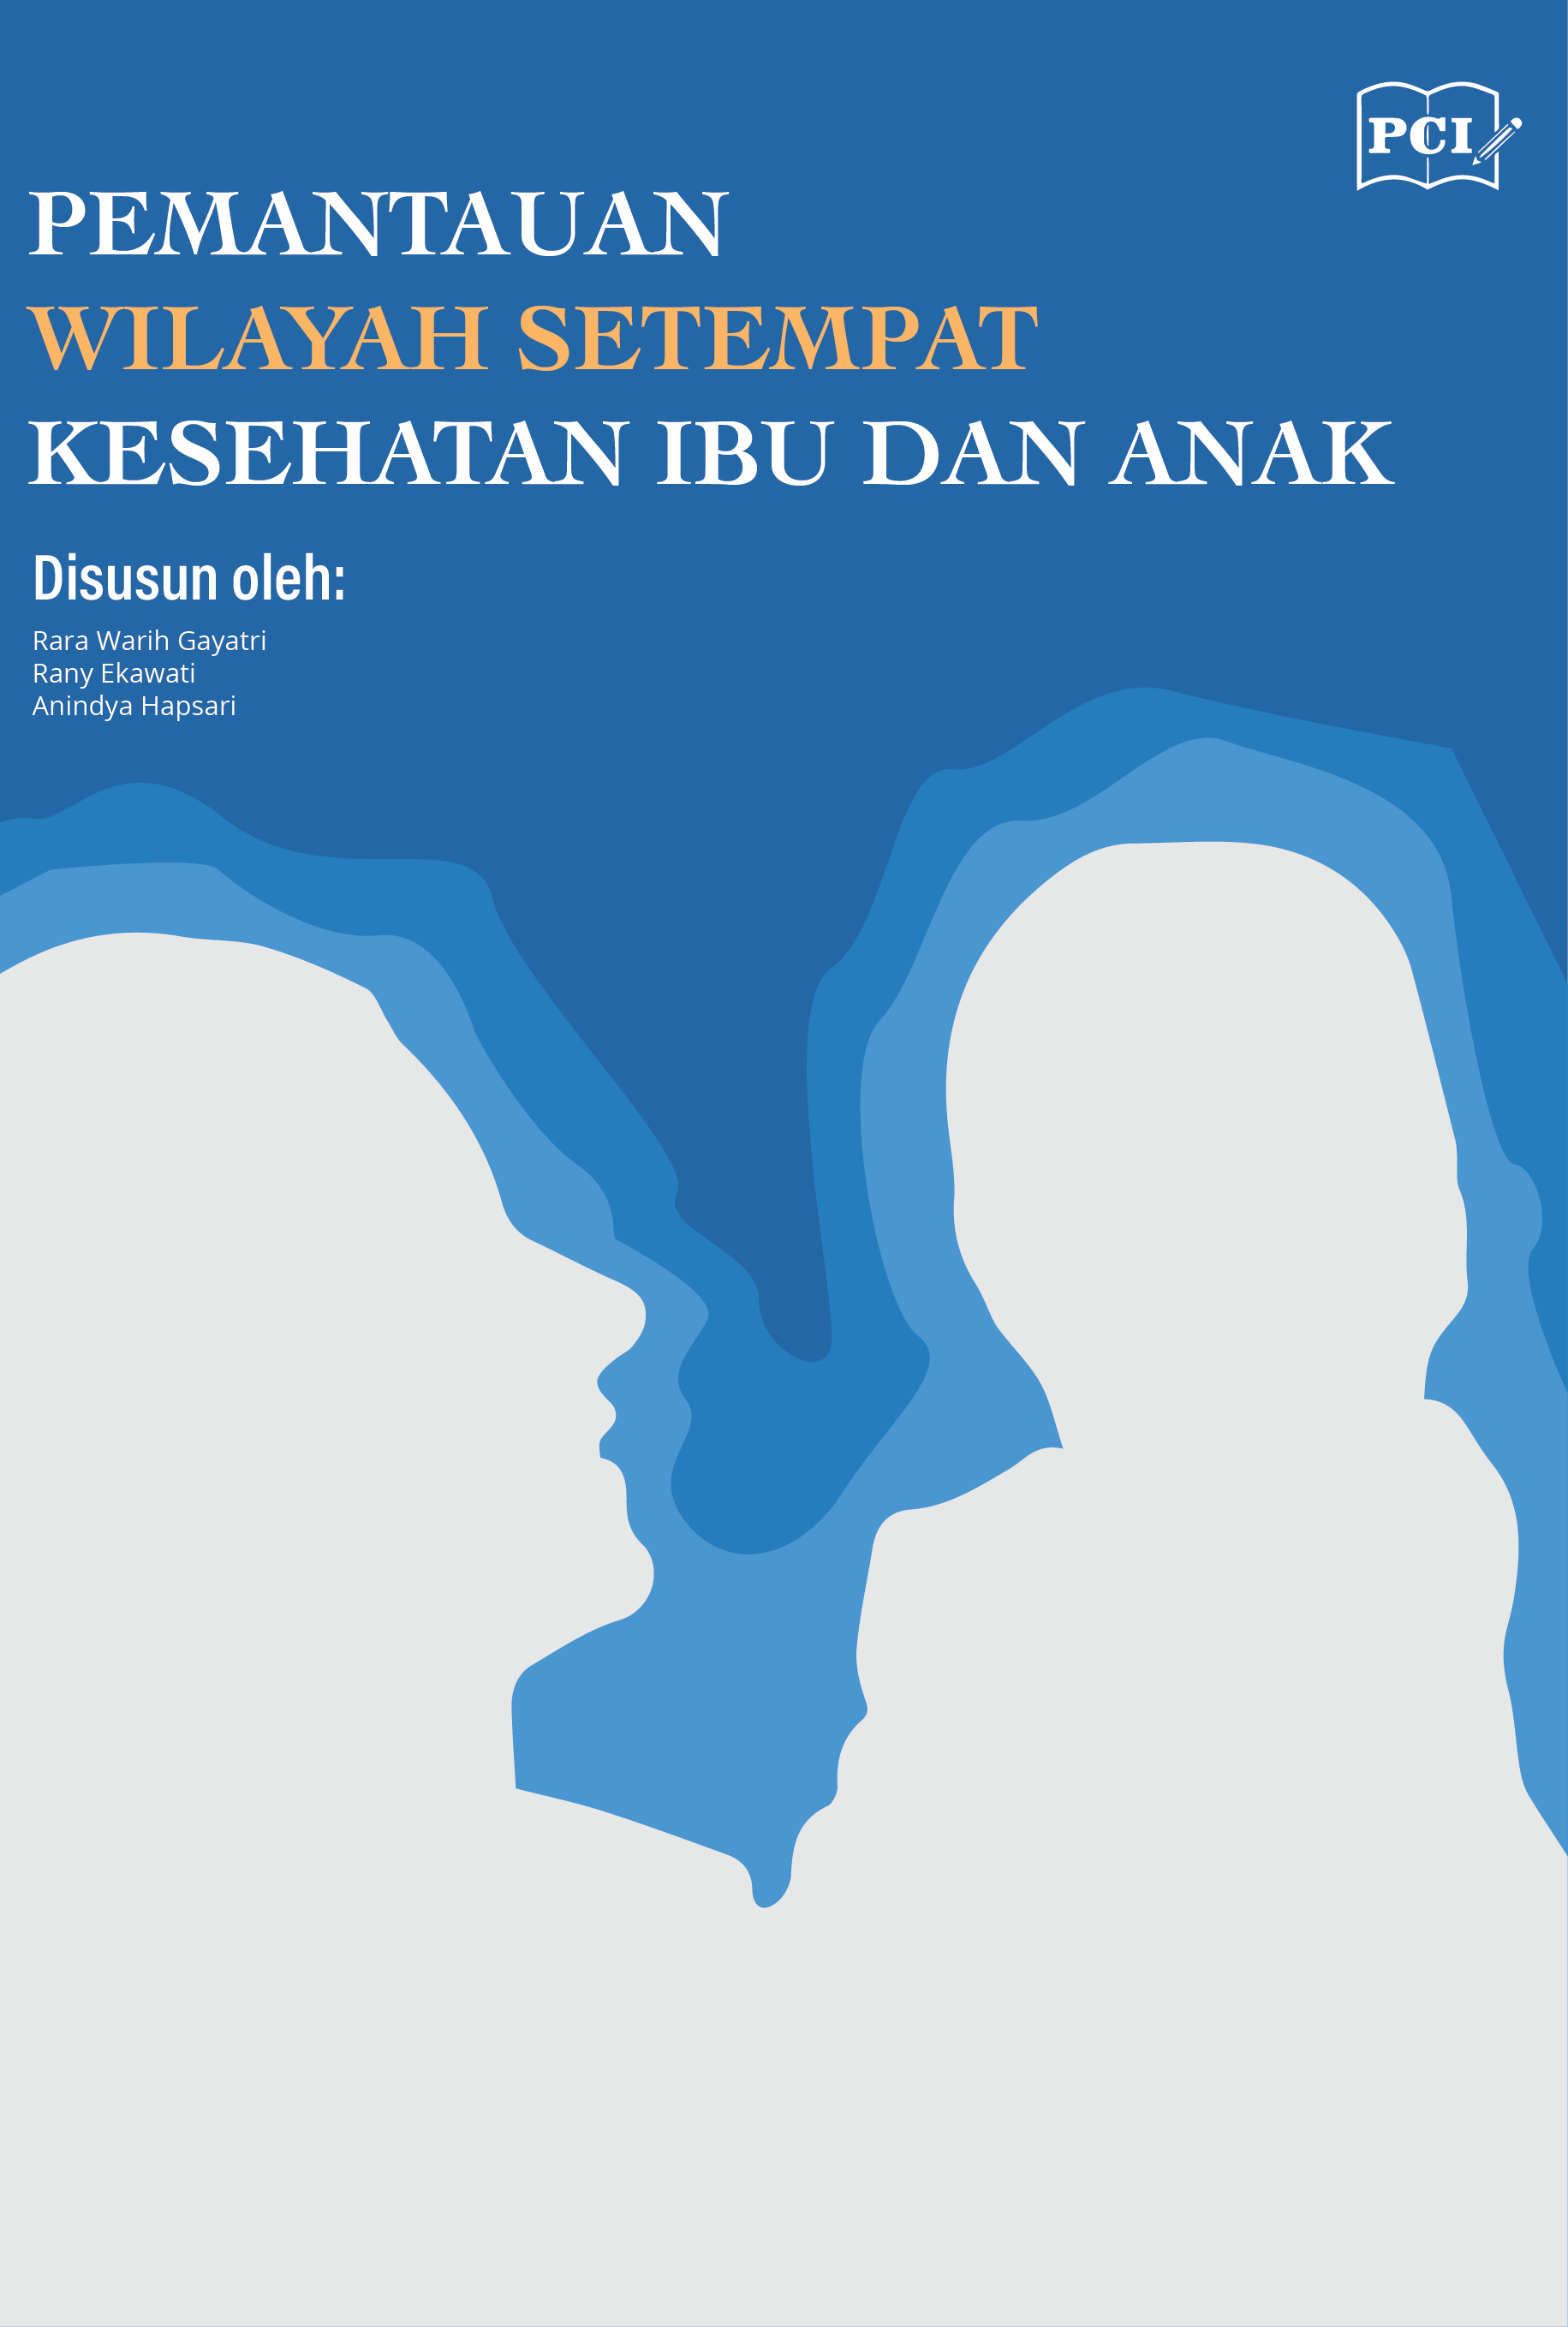 PCI
PEMANTAUAN
WILAYAH SETEMPAT
KESEHATAN IBU DAN ANAK
Disusun oleh:
Rara Warih Gayatri
Rany Ekawati
Anindya Hapsari